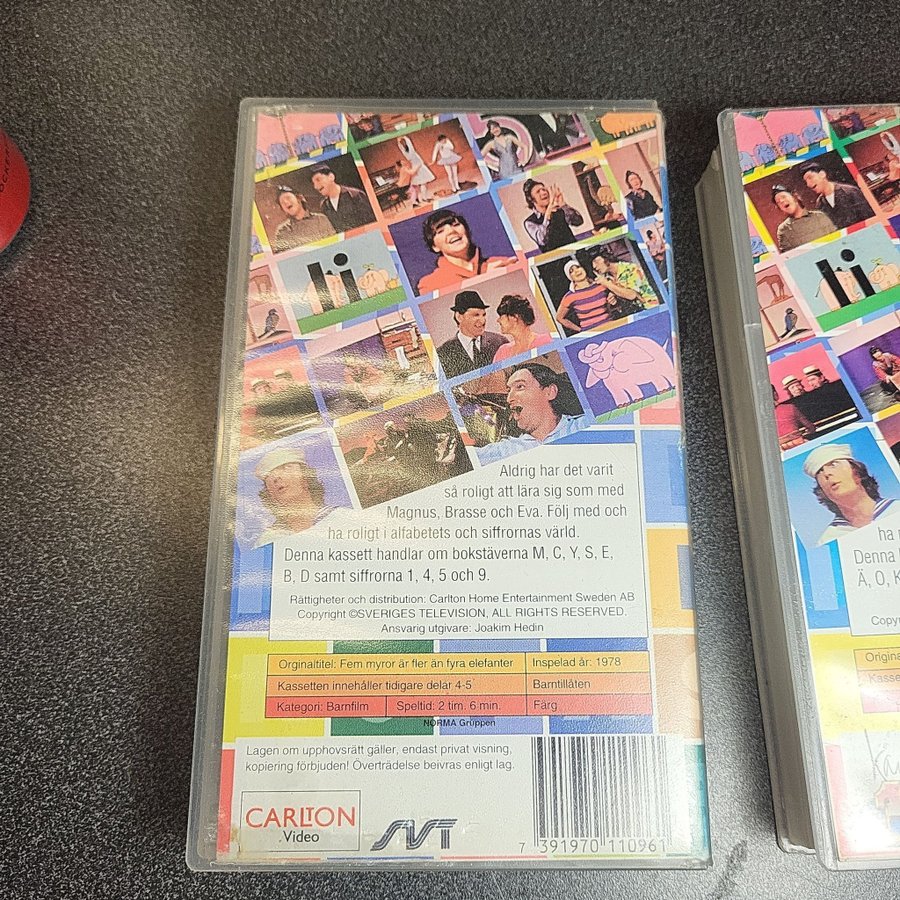 Aldrig har det varit
så roligt att lära sig som med
Magnus, Brasse och Eva. Följ med och
ha roligt i alfabetets och siffrornas värld.
Denna kassett handlar om bokstäverna M, C, Y, S, E,
B, D samt siffrorna 1, 4, 5 och 9.
Rättigheter och distribution: Carlton Home Entertainment Sweden AB
Copyright ©SVERIGES TELEVISION, ALL RIGHTS RESERVED.
Ansvarig utgivare: Joakim Hedin
Orginaltitel: Fem myror är fler än fyra elefanter Inspelad år: 1978
Kassetten innehåller tidigare delar 4-5 Barntillåten
Kategori: Barnfilm Speltid: 2 tim. 6 min. Färg
NORMA Gruppen
Lagen om upphovsrätt gäller, endast privat visning,
kopiering förbjuden! Överträdelse beivras enligt lag.
CARLTON
Video
SVT
7 391970 110961
ha
Denna
Ä, O,